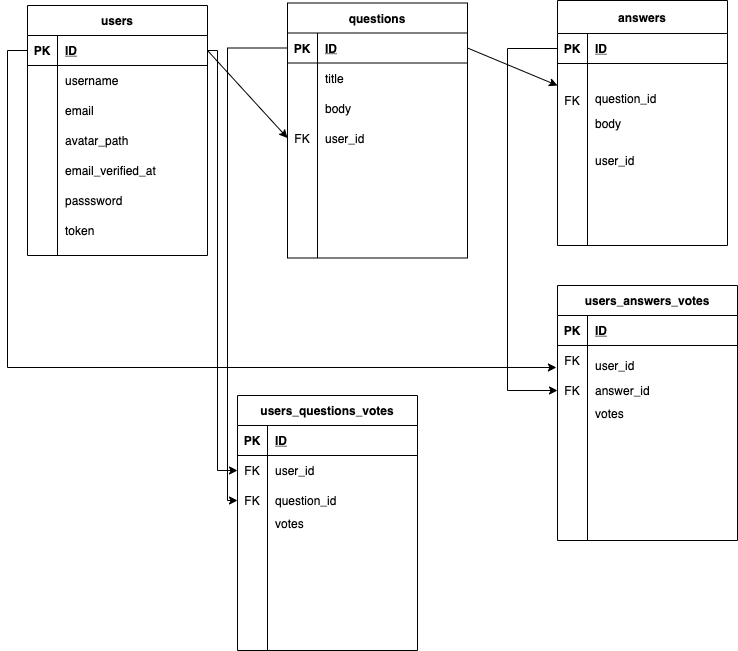 users
PK ID
username
email
avatar_path
email_verified_at
passsword
token
questions
PK ID
title
body
FK user_id
answers
PK ID
FK question_id
body
user_id
users_answers_votes
PK ID
FK user_id
FK answer_id
votes
users_questions_votes
PK ID
FK user_id
FK question_id
votes